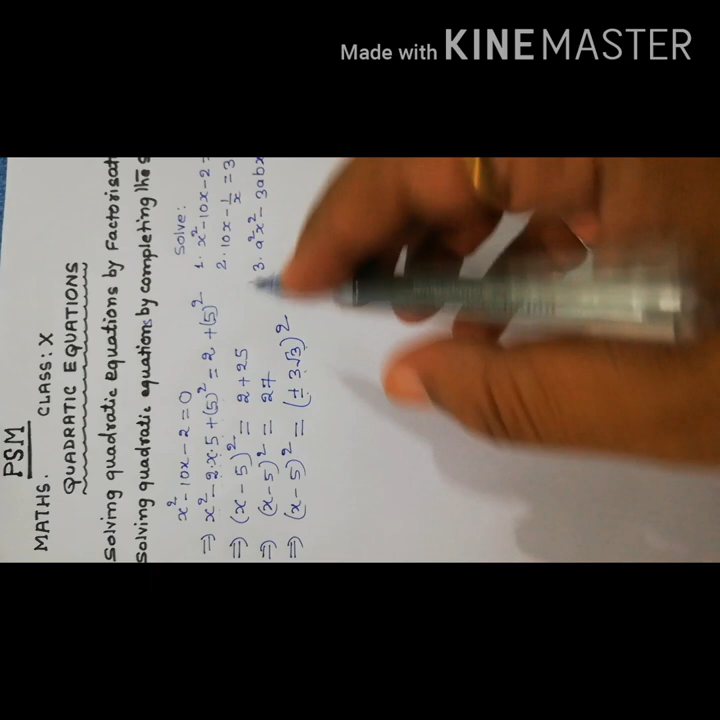 Made with KINEMASTER
PSM
MATHS. CLASS: X
QUADRATIC EQUATIONS
Solving quadratic equations by Factorisat
Solving quadratic equations by completing the s
x² - 10x - 2 = 0
⇒ x² - 2·x·5 + (5)² = 2 + (5)²
⇒ (x - 5)² = 2 + 25
⇒ (x - 5)² = 27
⇒ (x - 5)² = (± 3√3)²
Solve:
1. x² - 10x - 2 =
2. 10x - 1/x = 3
3. a²x² - 3abx